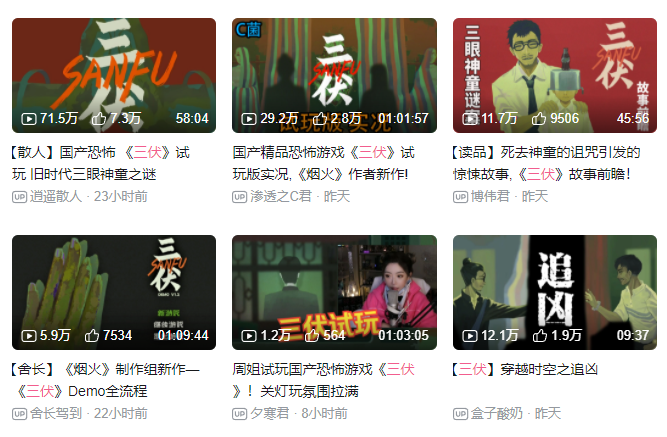 三伏
SANFU
71.5万 7.3万 58:04
【散人】国产恐怖 《三伏》试
玩 旧时代三眼神童之谜
UP 逍遥散人 · 23小时前
C菌
三伏
SANFU
试玩版实况
29.2万 2.8万 01:01:57
国产精品恐怖游戏《三伏》试
玩版实况,《烟火》作者新作!
UP 渗透之C君 · 昨天
三眼神童谜案
三伏
SANFU
故事前瞻
11.7万 9506 45:56
【读品】死去神童的诅咒引发的
惊悚故事,《三伏》故事前瞻!
UP 博伟君 · 昨天
三伏
SANFU
DEMO V1.2
5.9万 7534 01:09:44
【舍长】《烟火》制作组新作—
《三伏》Demo全流程
UP 舍长驾到 · 22小时前
三伏试玩
1.2万 564 01:03:05
周姐试玩国产恐怖游戏《三伏
》! 关灯玩氛围拉满
UP 夕寒君 · 8小时前
追凶
12.1万 1.9万 09:37
【三伏】穿越时空之追凶
UP 盒子酸奶 · 昨天